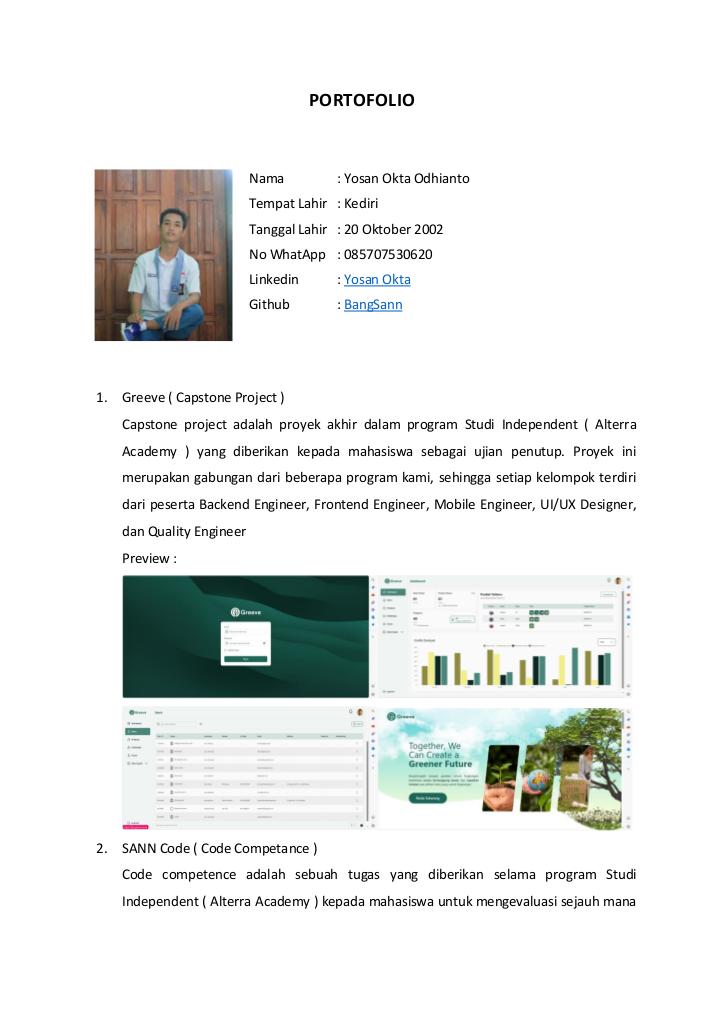 PORTOFOLIO
Nama : Yosan Okta Odhianto
Tempat Lahir : Kediri
Tanggal Lahir : 20 Oktober 2002
No WhatApp : 085707530620
Linkedin : Yosan Okta
Github : BangSann
1. Greeve ( Capstone Project )
Capstone project adalah proyek akhir dalam program Studi Independent ( Alterra
Academy ) yang diberikan kepada mahasiswa sebagai ujian penutup. Proyek ini
merupakan gabungan dari beberapa program kami, sehingga setiap kelompok terdiri
dari peserta Backend Engineer, Frontend Engineer, Mobile Engineer, UI/UX Designer,
dan Quality Engineer
Preview :
Greeve
Greeve
Greeve
Greeve
Together, We
Can Create a
Greener Future
2. SANN Code ( Code Competance )
Code competence adalah sebuah tugas yang diberikan selama program Studi
Independent ( Alterra Academy ) kepada mahasiswa untuk mengevaluasi sejauh mana